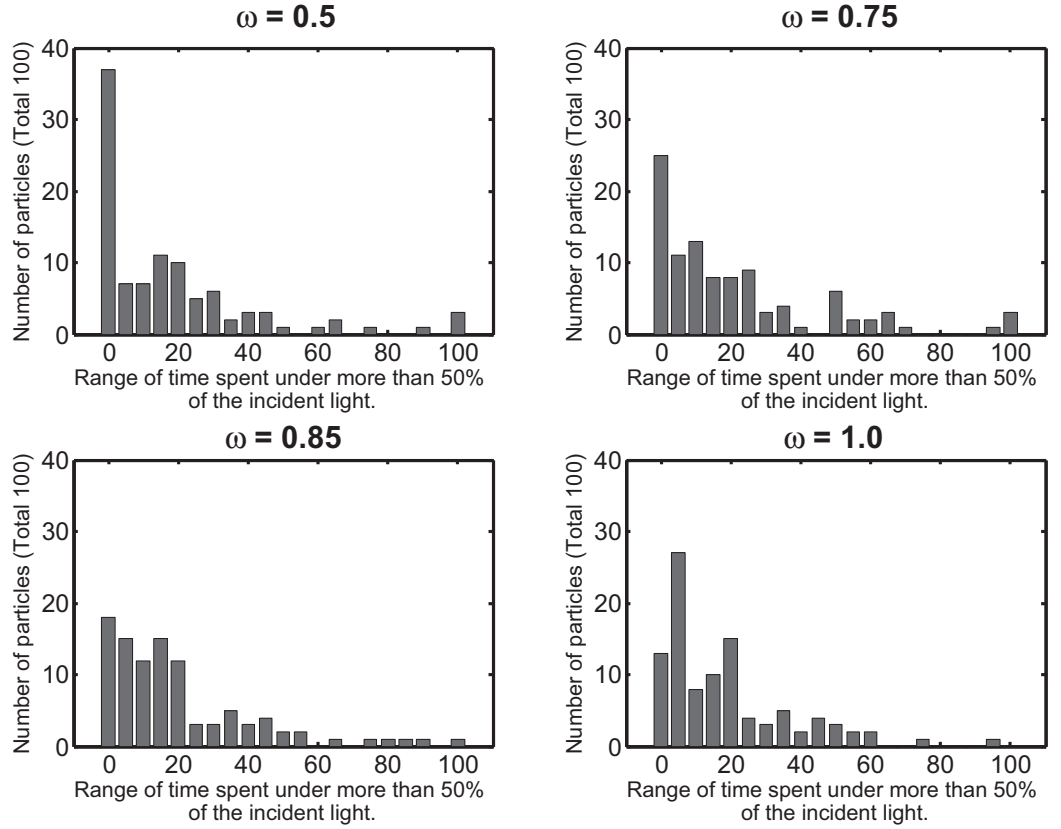 ω = 0.5
40
30
20
10
0
Number of particles (Total 100)
0 20 40 60 80 100
Range of time spent under more than 50%
of the incident light.
ω = 0.75
40
30
20
10
0
Number of particles (Total 100)
0 20 40 60 80 100
Range of time spent under more than 50%
of the incident light.
ω = 0.85
40
30
20
10
0
Number of particles (Total 100)
0 20 40 60 80 100
Range of time spent under more than 50%
of the incident light.
ω = 1.0
40
30
20
10
0
Number of particles (Total 100)
0 20 40 60 80 100
Range of time spent under more than 50%
of the incident light.